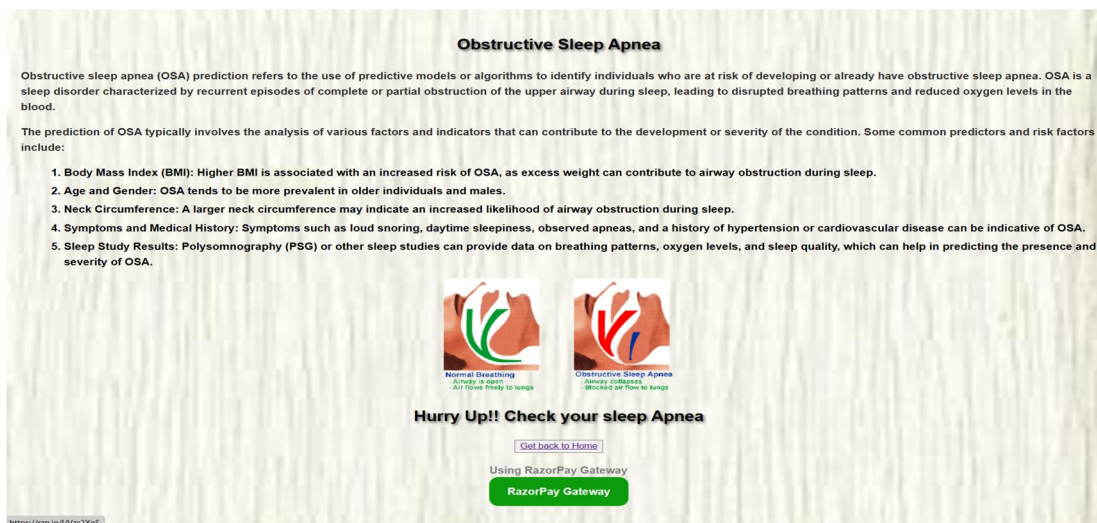 Obstructive Sleep Apnea
Obstructive sleep apnea (OSA) prediction refers to the use of predictive models or algorithms to identify individuals who are at risk of developing or already have obstructive sleep apnea. OSA is a
sleep disorder characterized by recurrent episodes of complete or partial obstruction of the upper airway during sleep, leading to disrupted breathing patterns and reduced oxygen levels in the
blood.
The prediction of OSA typically involves the analysis of various factors and indicators that can contribute to the development or severity of the condition. Some common predictors and risk factors
include:
1. Body Mass Index (BMI): Higher BMI is associated with an increased risk of OSA, as excess weight can contribute to airway obstruction during sleep.
2. Age and Gender: OSA tends to be more prevalent in older individuals and males.
3. Neck Circumference: A larger neck circumference may indicate an increased likelihood of airway obstruction during sleep.
4. Symptoms and Medical History: Symptoms such as loud snoring, daytime sleepiness, observed apneas, and a history of hypertension or cardiovascular disease can be indicative of OSA.
5. Sleep Study Results: Polysomnography (PSG) or other sleep studies can provide data on breathing patterns, oxygen levels, and sleep quality, which can help in predicting the presence and
severity of OSA.
Normal Breathing
- Airway is open
- Air flows freely to lungs
Obstructive Sleep Apnea
- Airway collapses
- Blocked air flow to lungs
Hurry Up!! Check your sleep Apnea
Get back to Home
Using RazorPay Gateway
RazorPay Gateway